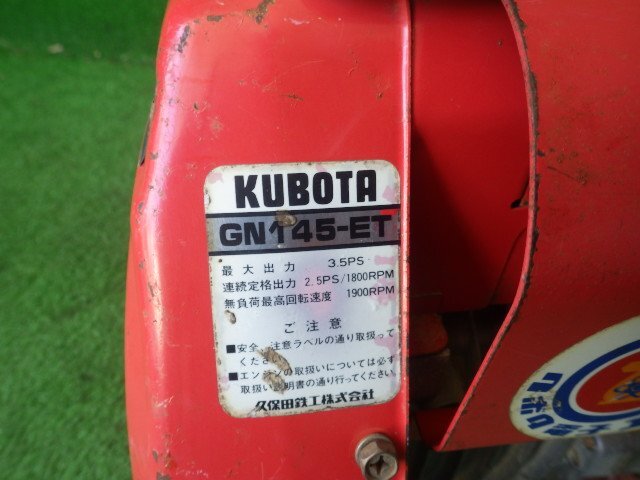 KUBOTA
GN145-ET
最大出力 3.5PS
連続定格出力 2.5PS/1800RPM
無負荷最高回転速度 1900RPM
ご注意
■安全、注意ラベルの通り取扱って
ください
■エンジンの取扱いについては必ず
取扱い説明書の通り行ってください
久保田鉄工株式会社